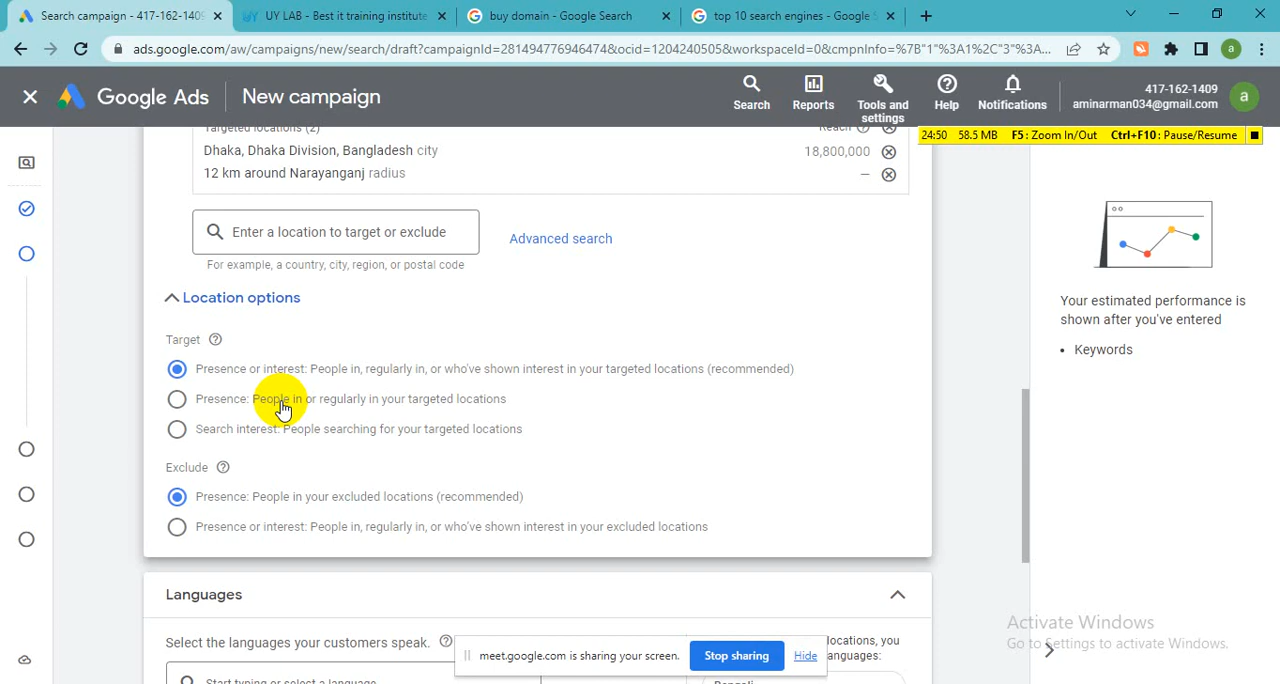 Search campaign - 417-162-1409
UY LAB - Best it training institute
buy domain - Google Search
top 10 search engines - Google S
ads.google.com/aw/campaigns/new/search/draft?campaignId=281494776946474&ocid=1204240505&workspaceId=0&cmpnInfo=%7B"1"%3A1%2C"3"%3A...
a
Google Ads
New campaign
Search
Reports
Tools and
settings
Help
Notifications
417-162-1409
aminarman034@gmail.com
a
24:50 58.5 MB F5: Zoom In/Out Ctrl+F10: Pause/Resume
Targeted locations (2)
Reach
Dhaka, Dhaka Division, Bangladesh city
18,800,000
12 km around Narayanganj radius
–
Enter a location to target or exclude
Advanced search
For example, a country, city, region, or postal code
Location options
Target
Presence or interest: People in, regularly in, or who've shown interest in your targeted locations (recommended)
Presence: People in or regularly in your targeted locations
Search interest: People searching for your targeted locations
Exclude
Presence: People in your excluded locations (recommended)
Presence or interest: People in, regularly in, or who've shown interest in your excluded locations
Languages
Select the languages your customers speak.
locations, you
anguages:
Start typing or select a language
Bengali
Your estimated performance is
shown after you've entered
• Keywords
Activate Windows
Go to Settings to activate Windows.
meet.google.com is sharing your screen.
Stop sharing
Hide